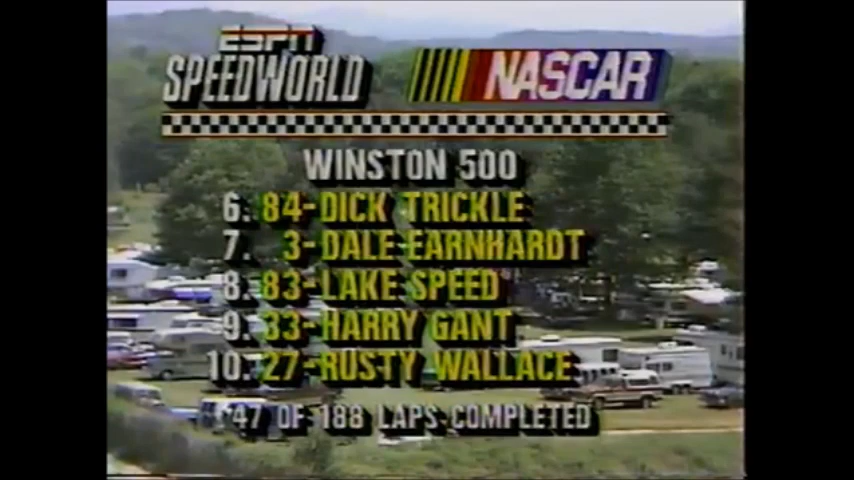 ESPN
SPEEDWORLD NASCAR
WINSTON 500
6. 84-DICK TRICKLE
7. 3-DALE EARNHARDT
8. 83-LAKE SPEED
9. 33-HARRY GANT
10. 27-RUSTY WALLACE
47 OF 188 LAPS COMPLETED